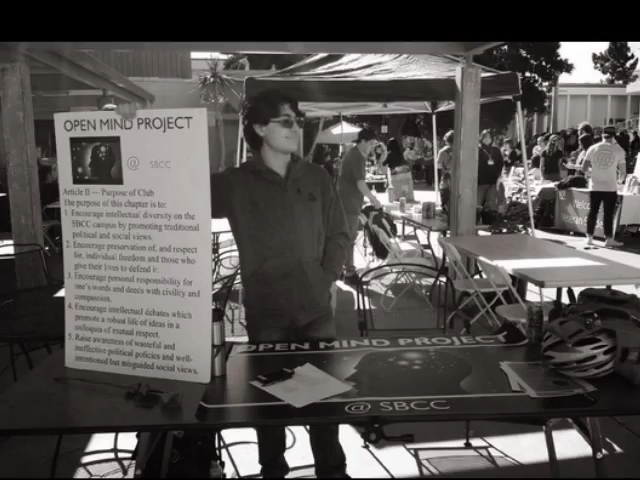 OPEN MIND PROJECT
@ SBCC
Article II — Purpose of Club
The purpose of this chapter is to:
1. Encourage intellectual diversity on the
SBCC campus by promoting traditional
political and social views.
2. Encourage preservation of, and respect
for, individual freedom and those who
give their lives to defend it.
3. Encourage personal responsibility for
one's words and deeds with civility and
compassion.
4. Encourage intellectual debates which
promote a robust life of ideas in a
colloquia of mutual respect.
5. Raise awareness of wasteful and
ineffective political policies and well-
intentioned but misguided social views.
OPEN MIND PROJECT
@ SBCC